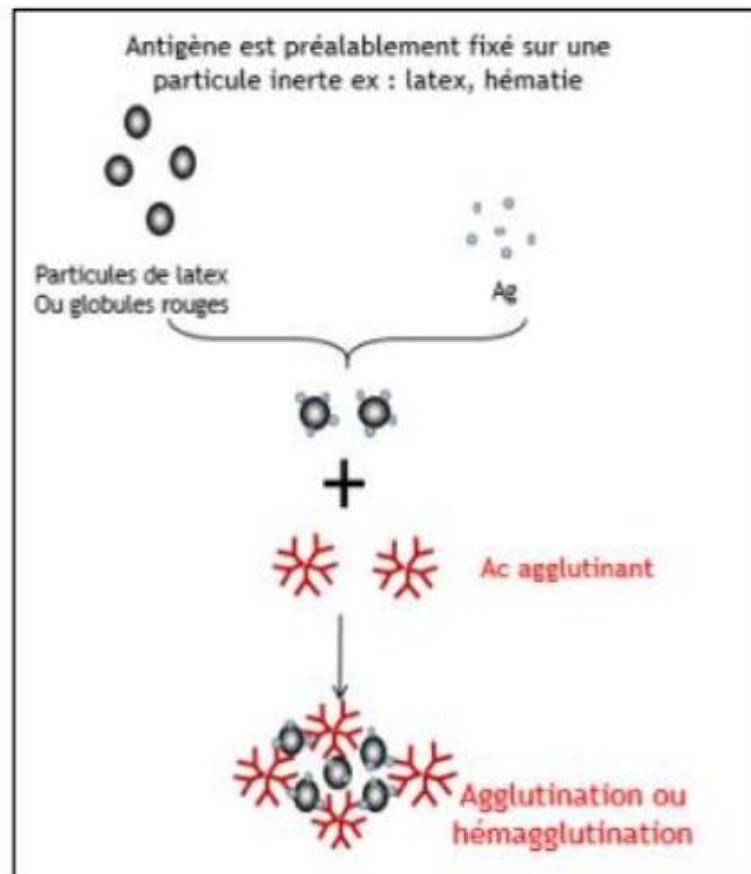 Antigène est préalablement fixé sur une
particule inerte ex : latex, hématie
Particules de latex
Ou globules rouges
Ag
+
Ac agglutinant
Agglutination ou
hémagglutination